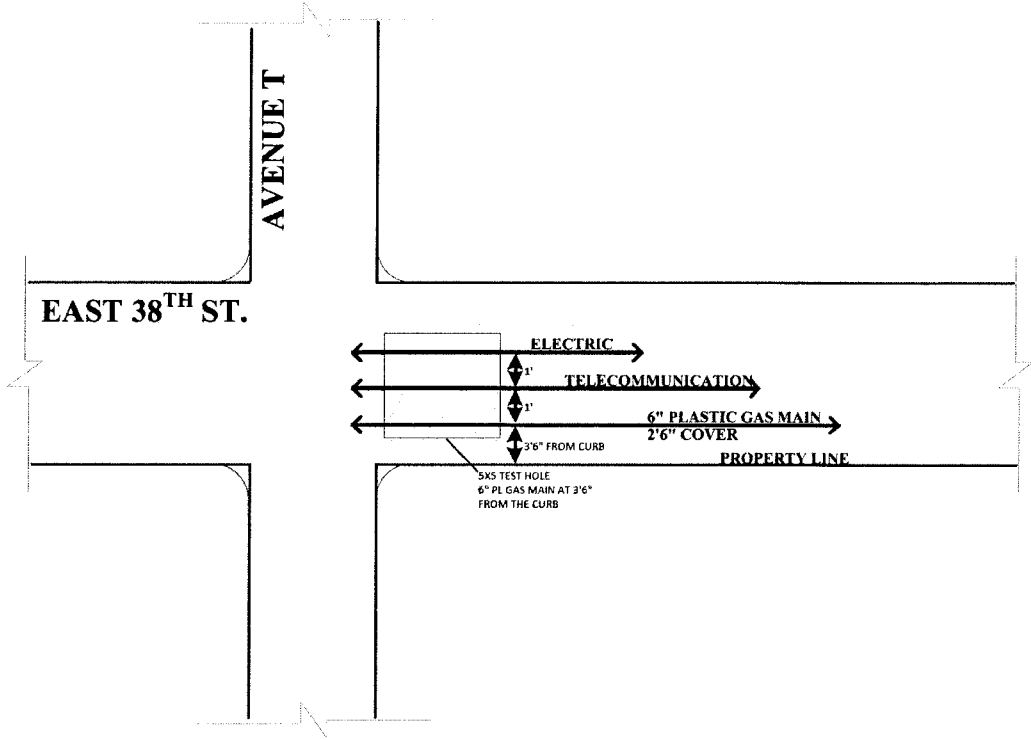 AVENUE T
EAST 38TH ST.
ELECTRIC
1'
TELECOMMUNICATION
1'
6" PLASTIC GAS MAIN
2'6" COVER
3'6" FROM CURB
PROPERTY LINE
5X5 TEST HOLE
6" PL GAS MAIN AT 3'6"
FROM THE CURB